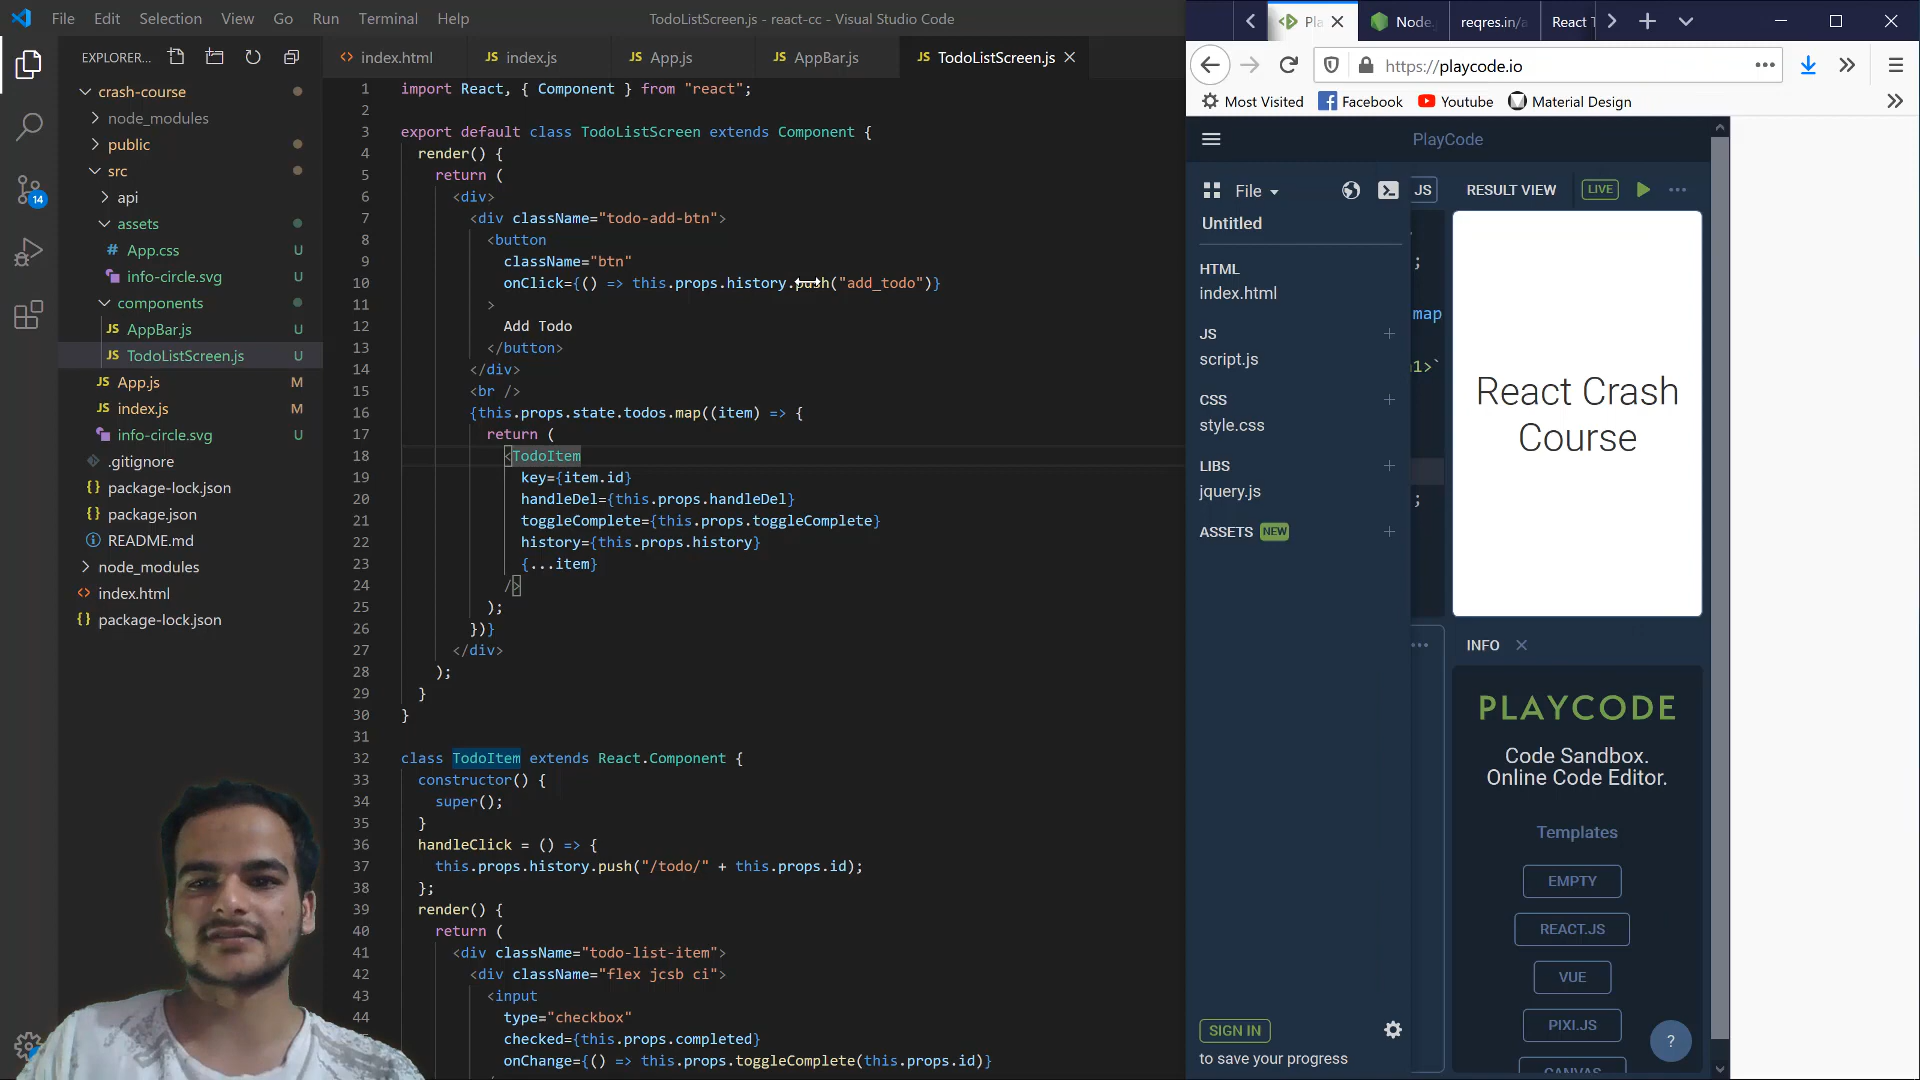 File Edit Selection View Go Run Terminal Help
TodoListScreen.js - react-cc - Visual Studio Code
EXPLORER...
crash-course
node_modules
public
src
api
assets
# App.css U
info-circle.svg U
components
JS AppBar.js U
JS TodoListScreen.js U
JS App.js M
JS index.js M
info-circle.svg U
.gitignore
{} package-lock.json
{} package.json
README.md
node_modules
<> index.html
{} package-lock.json
14
<> index.html
JS index.js
JS App.js
JS AppBar.js
JS TodoListScreen.js
1 import React, { Component } from "react";
2
3 export default class TodoListScreen extends Component {
4 render() {
5 return (
6 <div>
7 <div className="todo-add-btn">
8 <button
9 className="btn"
10 onClick={() => this.props.history.push("add_todo")}
11 >
12 Add Todo
13 </button>
14 </div>
15 <br />
16 {this.props.state.todos.map((item) => {
17 return (
18 <TodoItem
19 key={item.id}
20 handleDel={this.props.handleDel}
21 toggleComplete={this.props.toggleComplete}
22 history={this.props.history}
23 {...item}
24 />
25 );
26 })}
27 </div>
28 );
29 }
30 }
31
32 class TodoItem extends React.Component {
33 constructor() {
34 super();
35 }
36 handleClick = () => {
37 this.props.history.push("/todo/" + this.props.id);
38 };
39 render() {
40 return (
41 <div className="todo-list-item">
42 <div className="flex jcsb ci">
43 <input
44 type="checkbox"
checked={this.props.completed}
onChange={() => this.props.toggleComplete(this.props.id)}
Pla
Node.
reqres.in/a
React T
https://playcode.io
Most Visited Facebook Youtube Material Design
PlayCode
File
JS
RESULT VIEW
LIVE
Untitled
HTML
index.html
JS +
script.js
CSS +
style.css
LIBS +
jquery.js
ASSETS NEW +
;
map
1>`
;
React Crash
Course
INFO
PLAYCODE
Code Sandbox.
Online Code Editor.
Templates
EMPTY
REACT.JS
VUE
PIXI.JS
CANVAS
?
SIGN IN
to save your progress